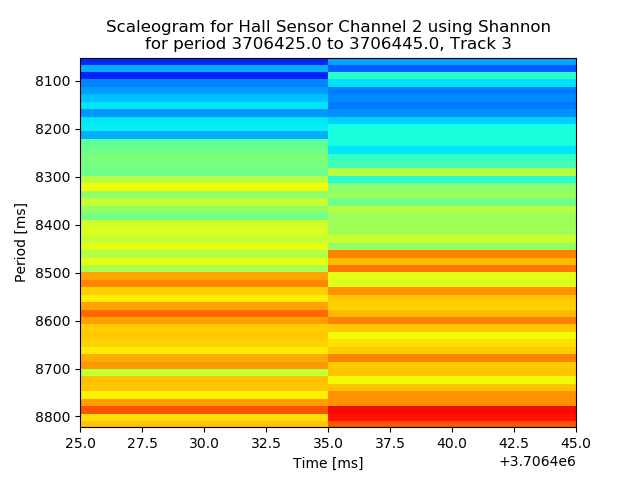 Scaleogram for Hall Sensor Channel 2 using Shannon
for period 3706425.0 to 3706445.0, Track 3
8100
8200
8300
8400
8500
8600
8700
8800
Period [ms]
25.0 27.5 30.0 32.5 35.0 37.5 40.0 42.5 45.0
Time [ms]
+3.7064e6